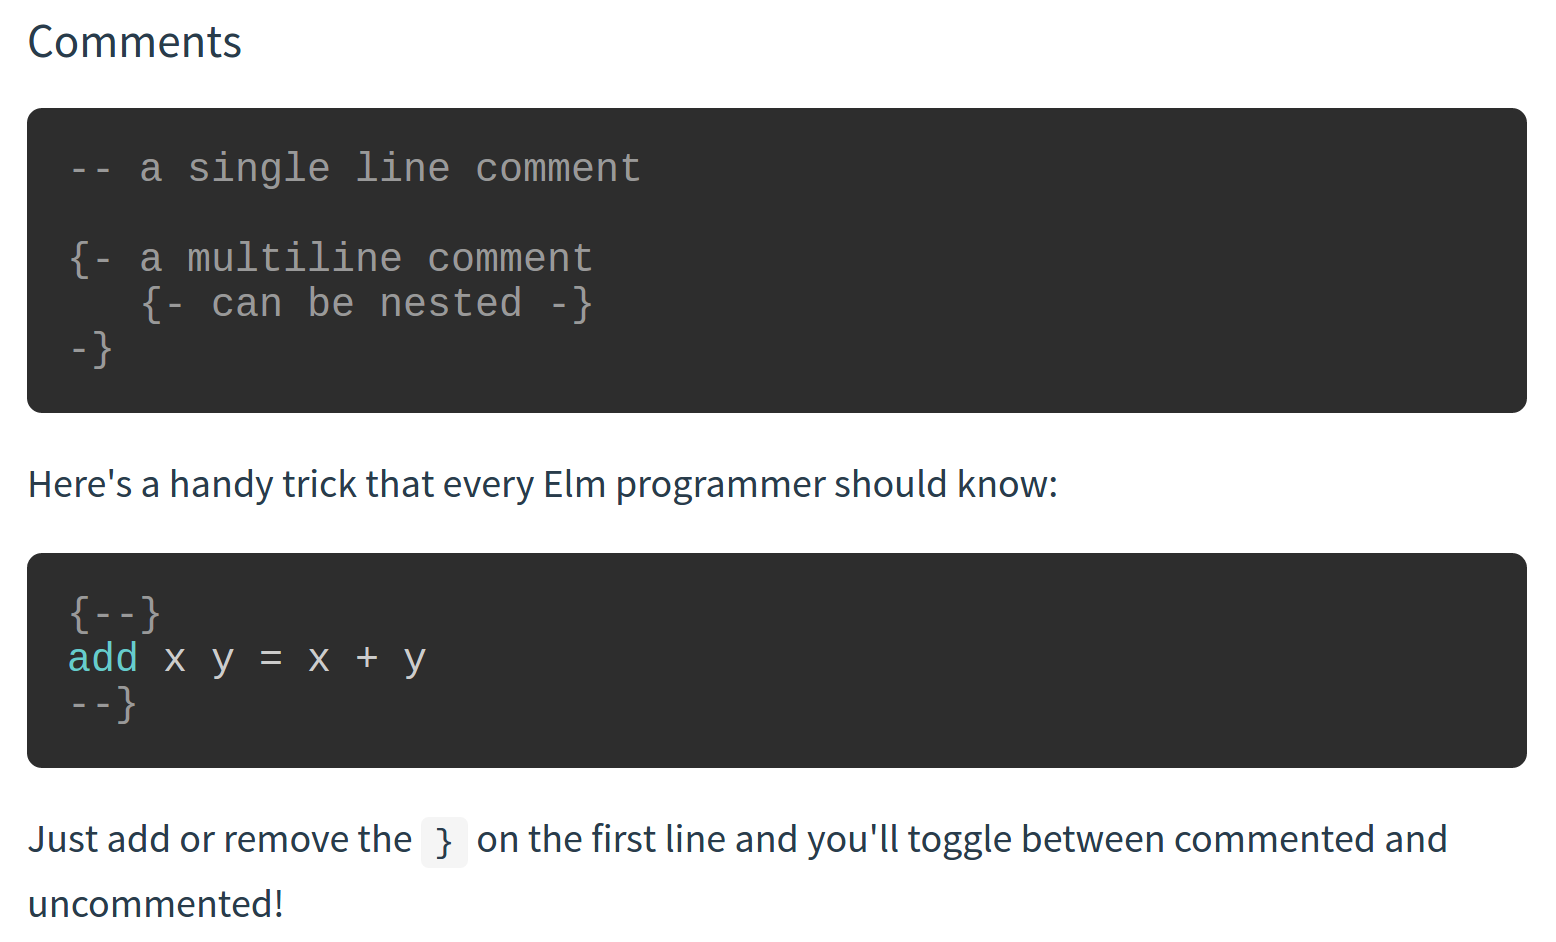 Comments
-- a single line comment
{- a multiline comment
    {- can be nested -}
-}
Here's a handy trick that every Elm programmer should know:
{--}
add x y = x + y
--}
Just add or remove the } on the first line and you'll toggle between commented and
uncommented!